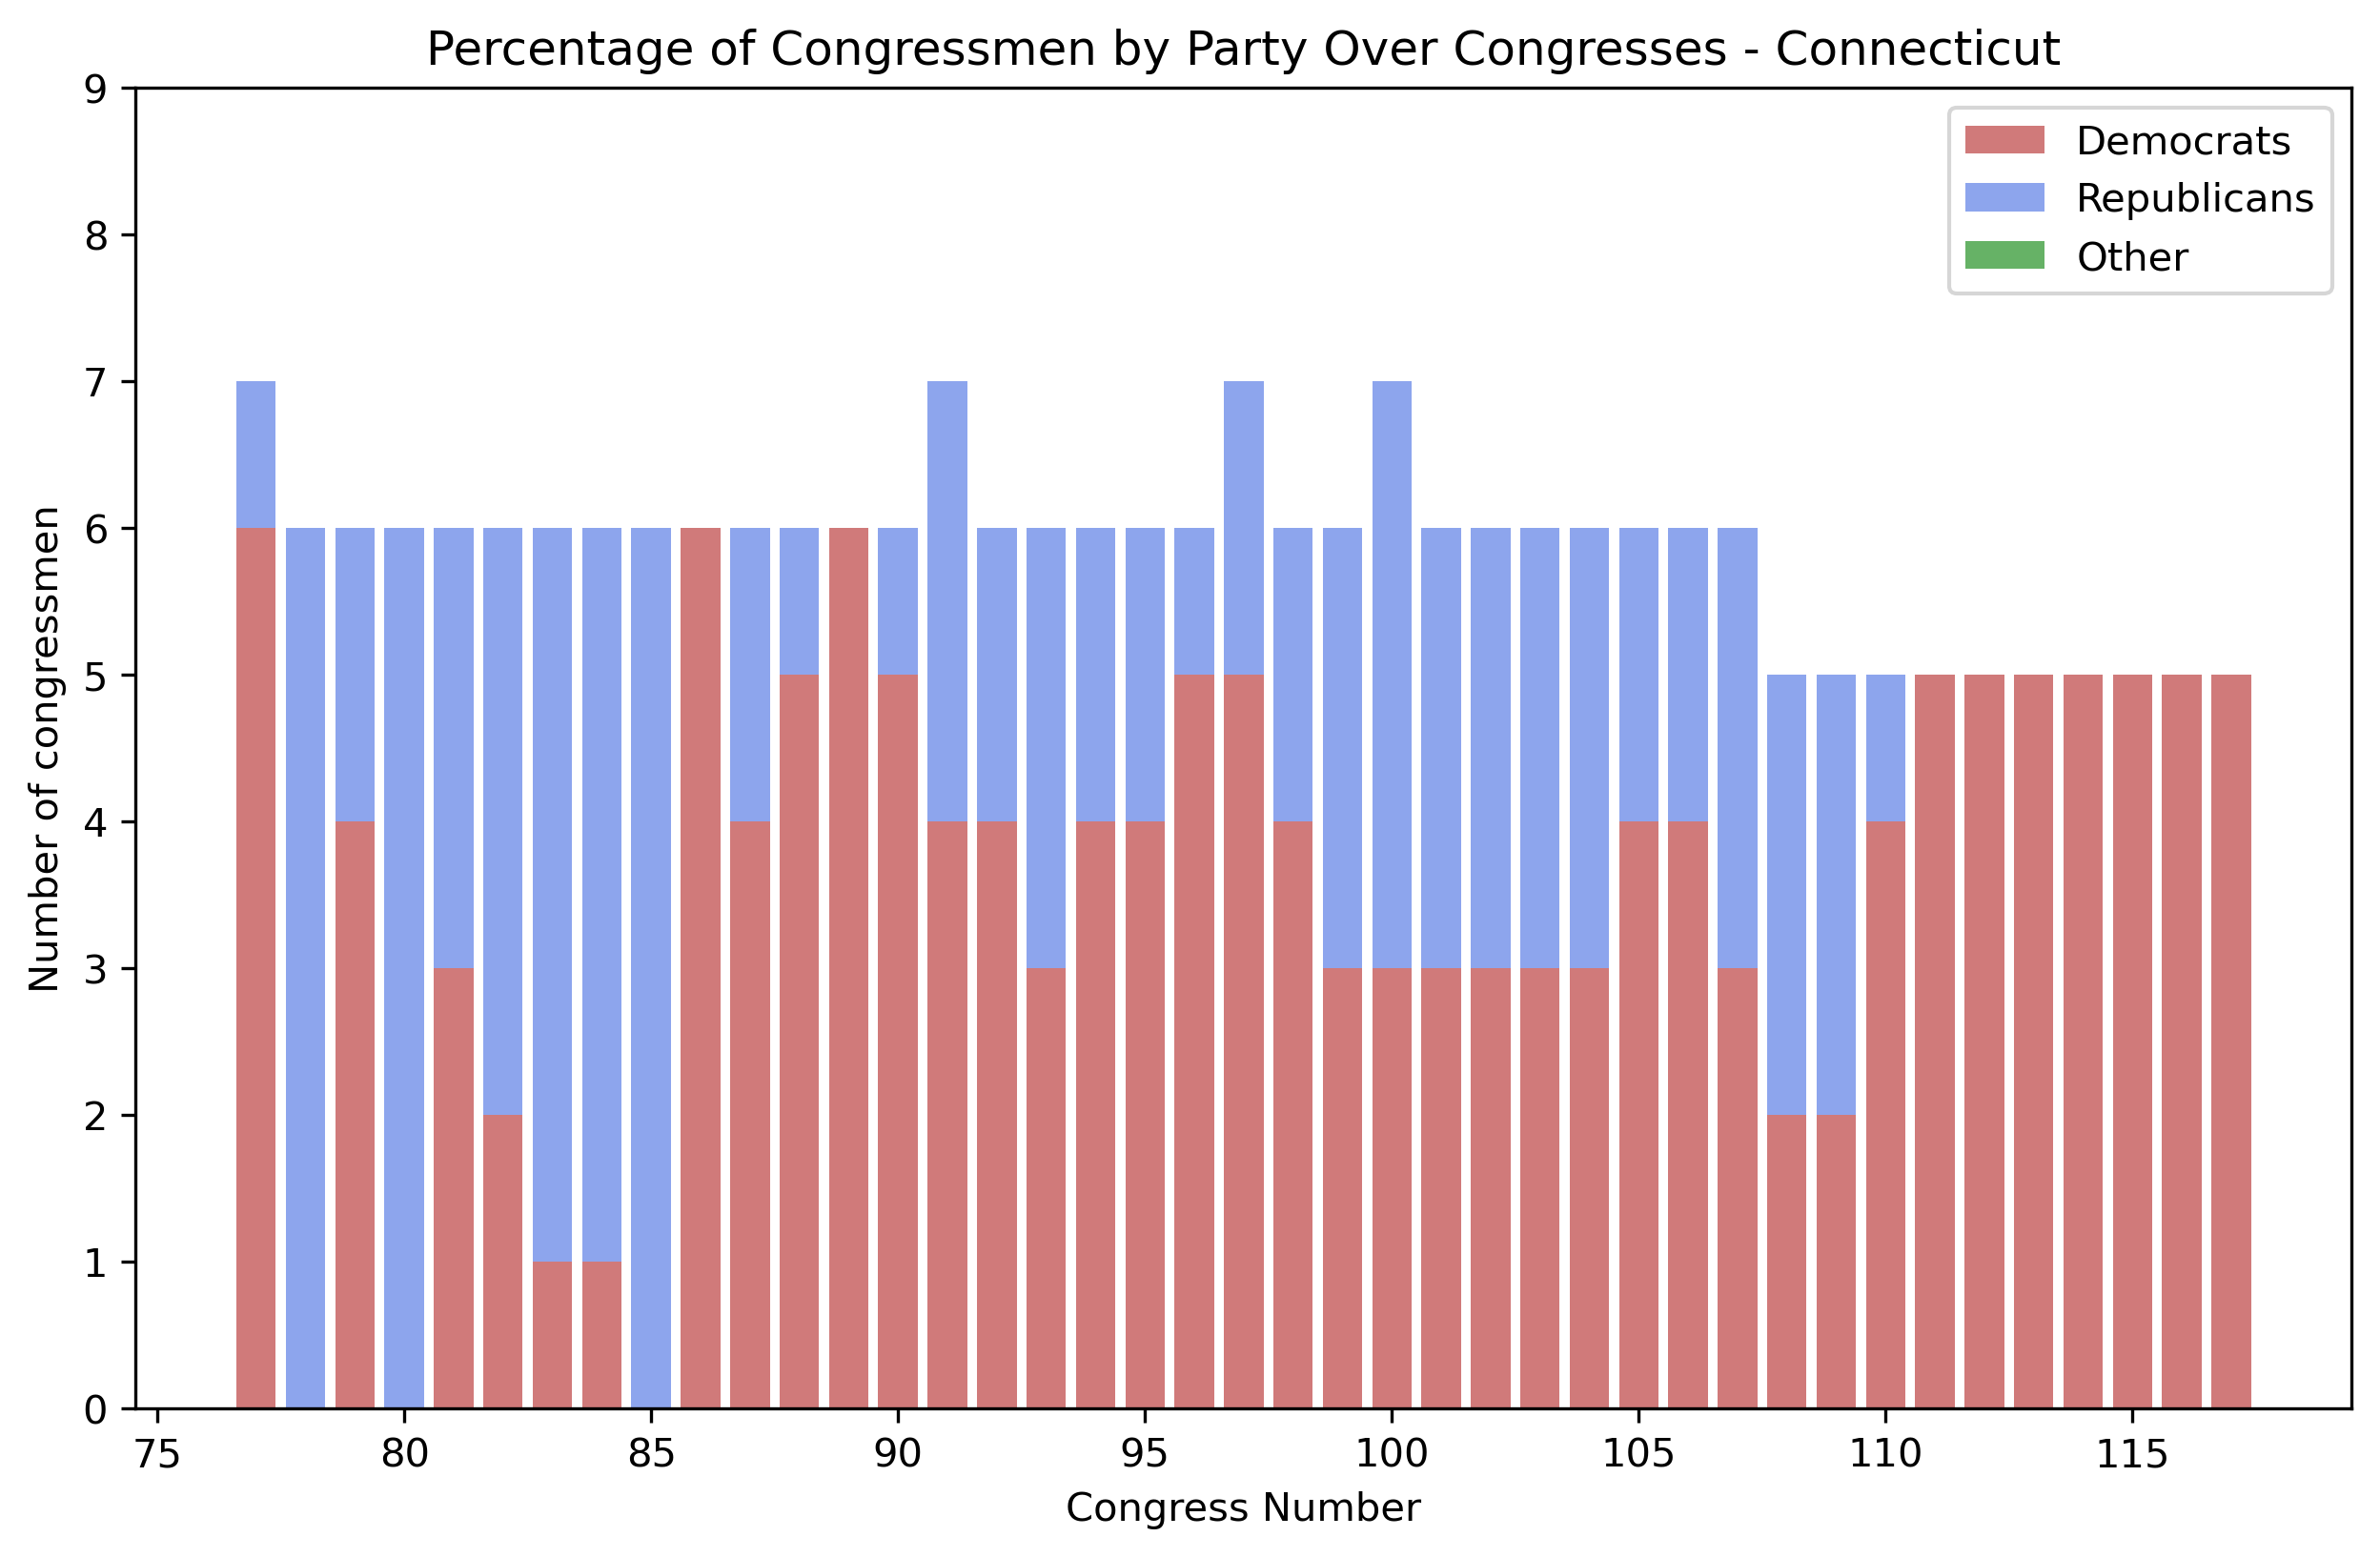 Percentage of Congressmen by Party Over Congresses - Connecticut
9
8
7
6
5
4
3
2
1
0
Number of congressmen
Democrats
Republicans
Other
75 80 85 90 95 100 105 110 115
Congress Number